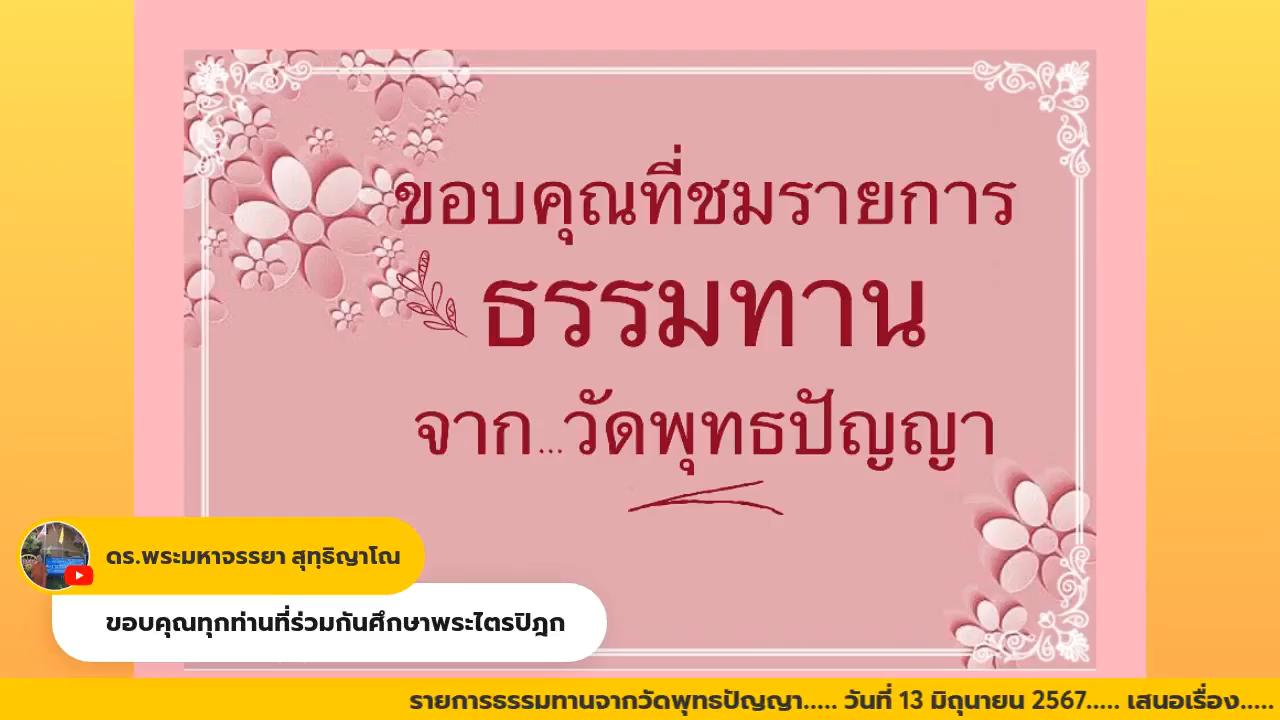 ขอบคุณที่ชมรายการ
ธรรมทาน
จาก...วัดพุทธปัญญา
ดร.พระมหาจรรยา สุทฺธิญาโณ
ขอบคุณทุกท่านที่ร่วมกันศึกษาพระไตรปิฎก
รายการธรรมทานจากวัดพุทธปัญญา..... วันที่ 13 มิถุนายน 2567..... เสนอเรื่อง.....